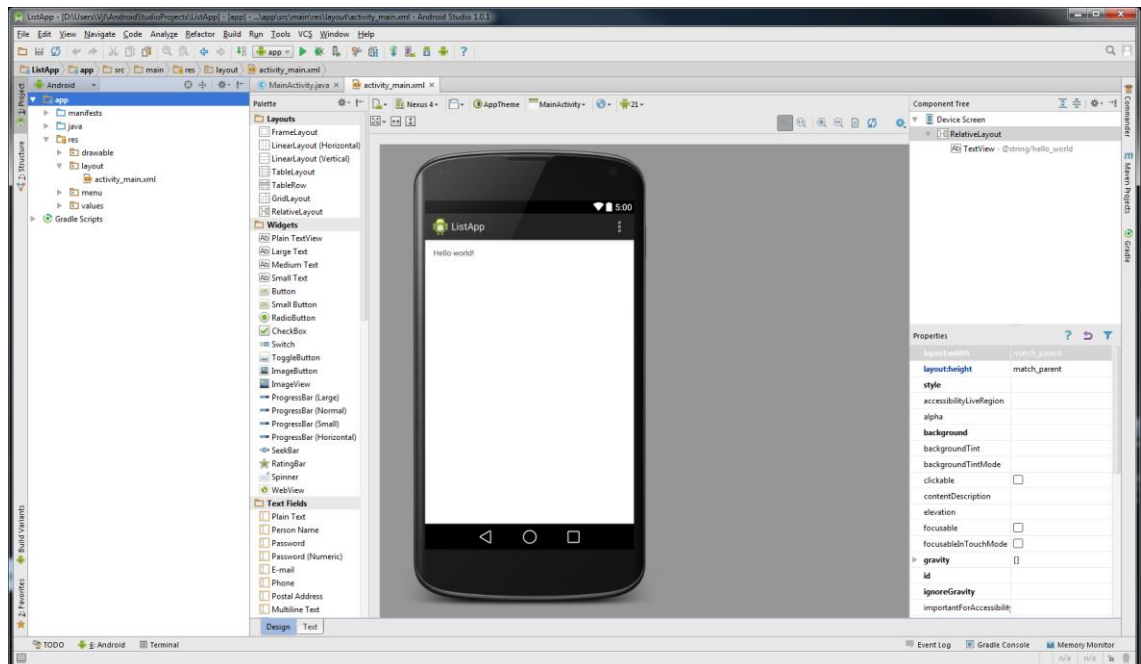 ListApp - [D:\Users\Vjl\AndroidStudioProjects\ListApp] - [app] - ...\app\src\main\res\layout\activity_main.xml - Android Studio 1.0.1
File Edit View Navigate Code Analyze Refactor Build Run Tools VCS Window Help
app
ListApp app src main res layout activity_main.xml
Android
MainActivity.java activity_main.xml
1: Project
2: Structure
Build Variants
2: Favorites
app
manifests
java
res
drawable
layout
activity_main.xml
menu
values
Gradle Scripts
Palette
Layouts
FrameLayout
LinearLayout (Horizontal)
LinearLayout (Vertical)
TableLayout
TableRow
GridLayout
RelativeLayout
Widgets
Plain TextView
Large Text
Medium Text
Small Text
Button
Small Button
RadioButton
CheckBox
Switch
ToggleButton
ImageButton
ImageView
ProgressBar (Large)
ProgressBar (Normal)
ProgressBar (Small)
ProgressBar (Horizontal)
SeekBar
RatingBar
Spinner
WebView
Text Fields
Plain Text
Person Name
Password
Password (Numeric)
E-mail
Phone
Postal Address
Multiline Text
Design Text
Nexus 4 AppTheme MainActivity 21
5:00
ListApp
Hello world!
Component Tree
Device Screen
RelativeLayout
TextView - @string/hello_world
Properties
layout:width match_parent
layout:height match_parent
style
accessibilityLiveRegion
alpha
background
backgroundTint
backgroundTintMode
clickable
contentDescription
elevation
focusable
focusableInTouchMode
gravity []
id
ignoreGravity
importantForAccessibility
Commander
Maven Projects
Gradle
TODO 6: Android Terminal
Event Log Gradle Console Memory Monitor
n/a n/a